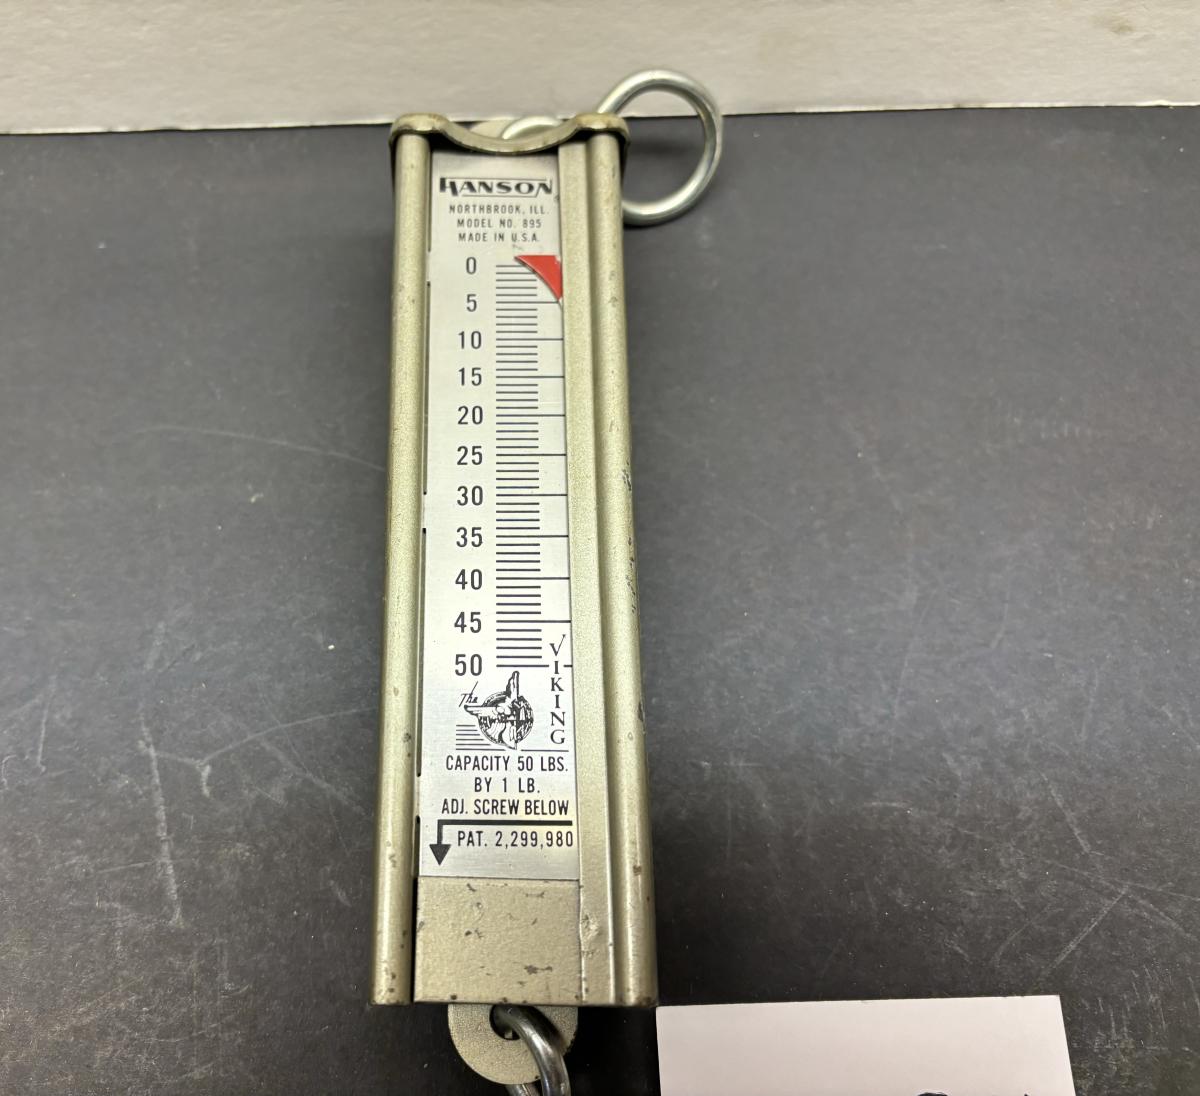 HANSON
NORTHBROOK, ILL.
MODEL NO. 895
MADE IN U.S.A.
0
5
10
15
20
25
30
35
40
45
50
The
VIKING
CAPACITY 50 LBS.
BY 1 LB.
ADJ. SCREW BELOW
PAT. 2,299,980